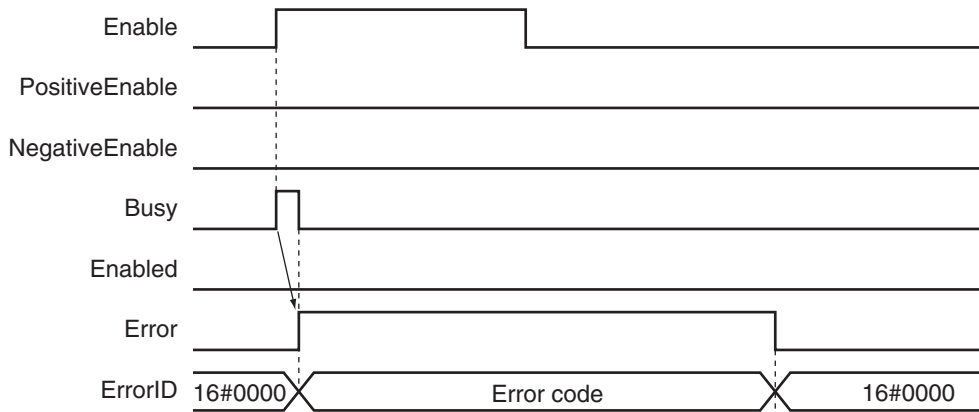 Enable
PositiveEnable
NegativeEnable
Busy
Enabled
Error
ErrorID 16#0000 Error code 16#0000